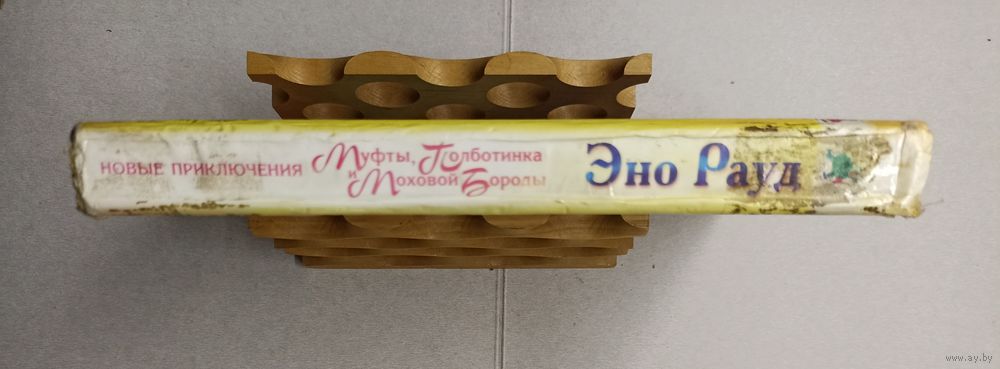 НОВЫЕ ПРИКЛЮЧЕНИЯ
Муфты, Полботинка
и Моховой Бороды
Эно Рауд
www.ay.by